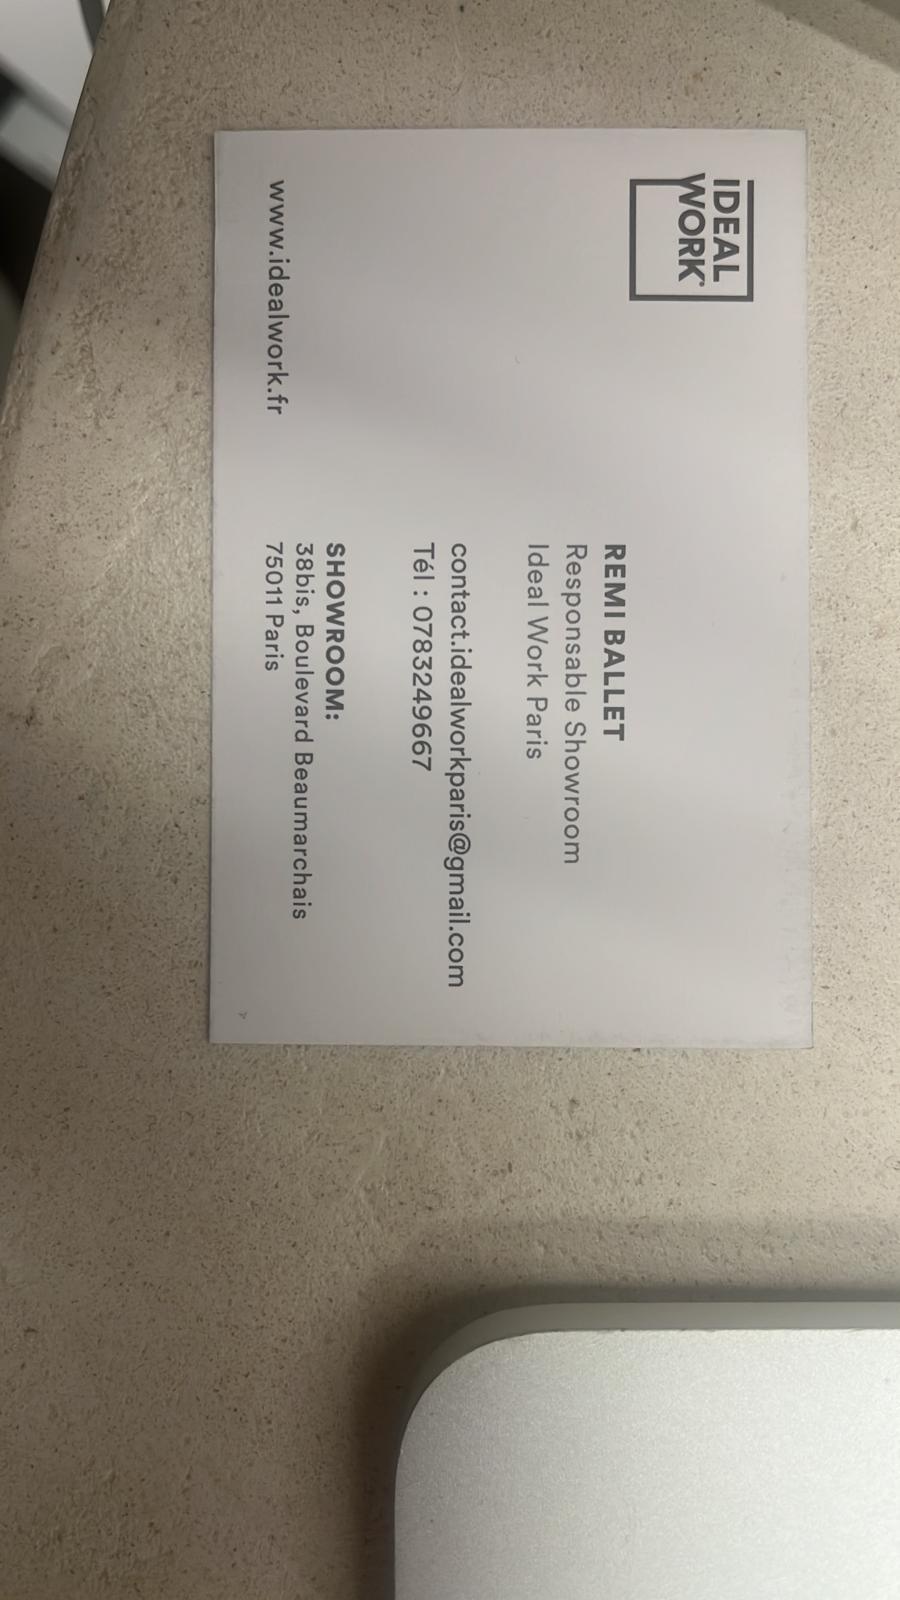 IDEAL
WORK®
REMI BALLET
Responsable Showroom
Ideal Work Paris
contact.idealworkparis@gmail.com
Tél : 0783249667
SHOWROOM:
38bis, Boulevard Beaumarchais
75011 Paris
www.idealwork.fr